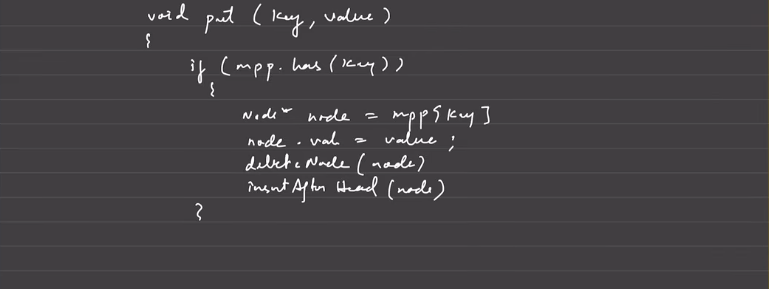 void put ( key, value )
{
if ( mpp. has (key) )
{
Node* node = mpp[key]
node . val = value ;
deleteNode (node)
insertAfterHead (node)
}